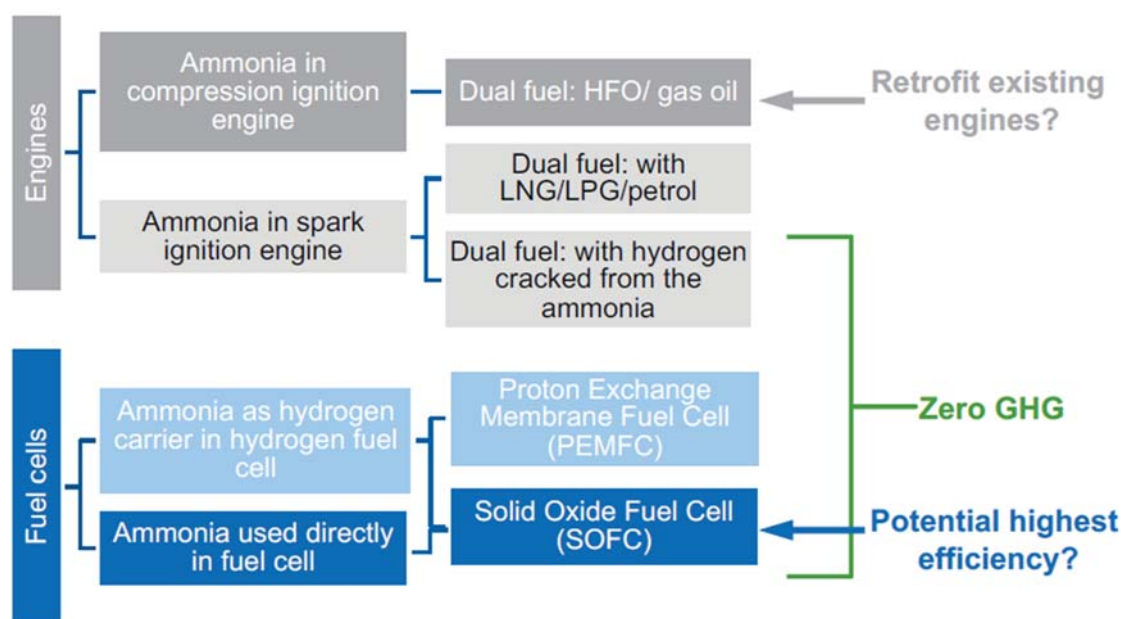 Engines
Ammonia in
compression ignition
engine
Dual fuel: HFO/ gas oil
Retrofit existing
engines?
Ammonia in spark
ignition engine
Dual fuel: with
LNG/LPG/petrol
Dual fuel: with hydrogen
cracked from the
ammonia
Zero GHG
Fuel cells
Ammonia as hydrogen
carrier in hydrogen fuel
cell
Proton Exchange
Membrane Fuel Cell
(PEMFC)
Ammonia used directly
in fuel cell
Solid Oxide Fuel Cell
(SOFC)
Potential highest
efficiency?